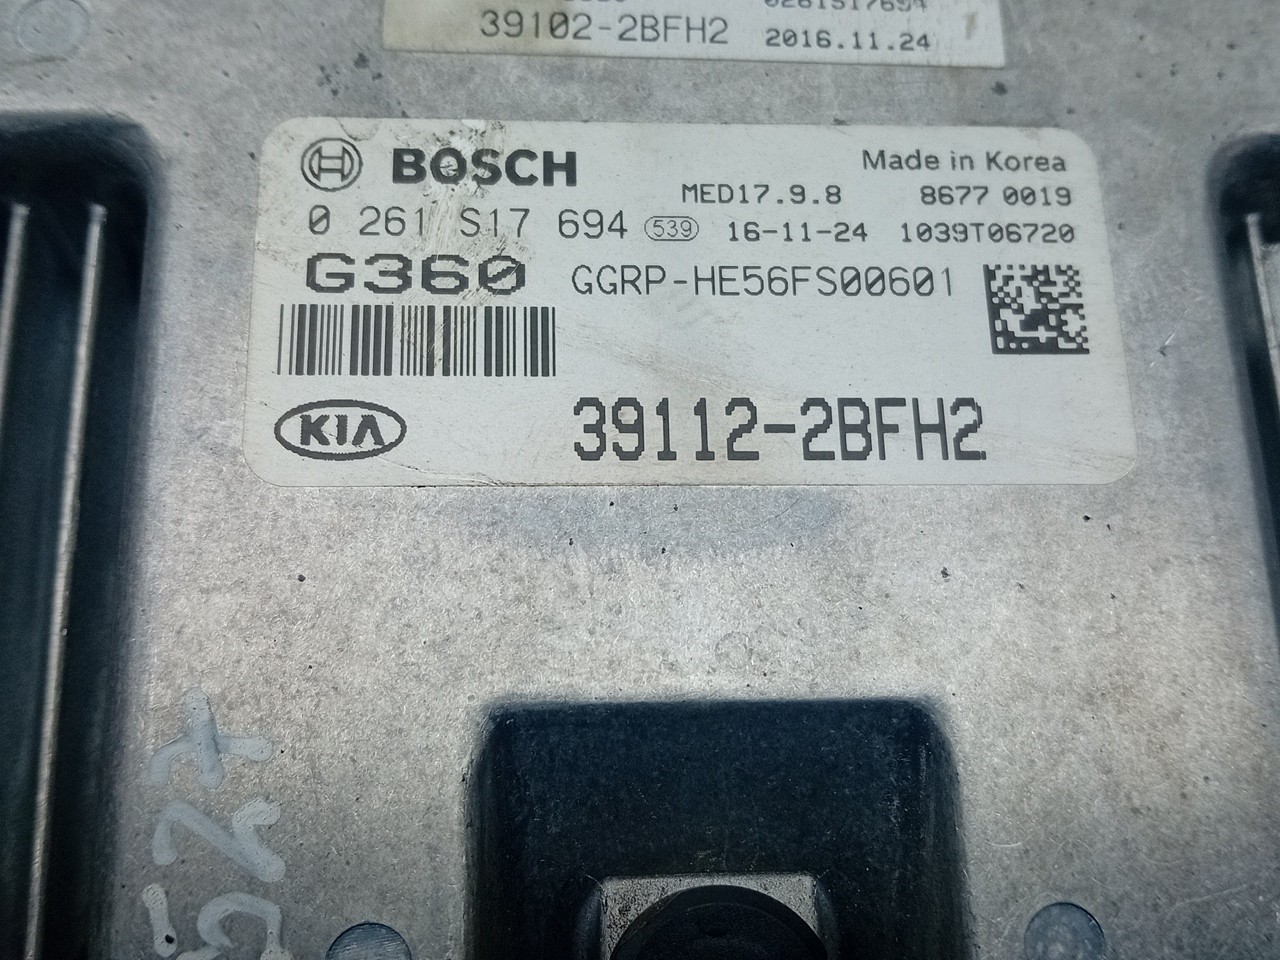 0261S17694
39102-2BFH2
2016.11.24
BOSCH
Made in Korea
MED17.9.8 8677 0019
0 261 S17 694 539 16-11-24 1039T06720
G360 GGRP-HE56FS00601
KIA 39112-2BFH2